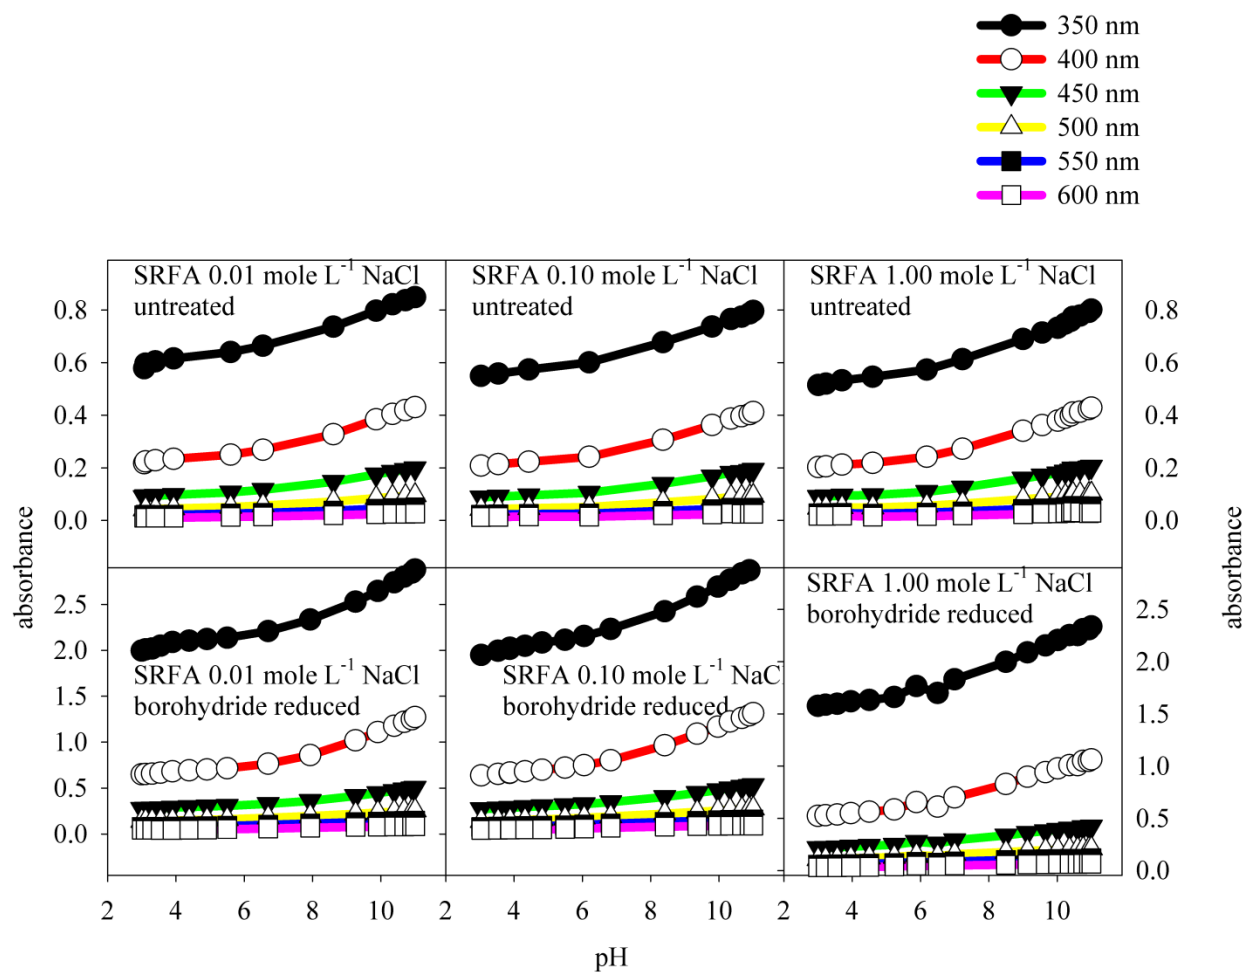 350 nm
400 nm
450 nm
500 nm
550 nm
600 nm
SRFA 0.01 mole L⁻¹ NaCl
untreated
SRFA 0.10 mole L⁻¹ NaCl
untreated
SRFA 1.00 mole L⁻¹ NaCl
untreated
0.8
0.6
0.4
0.2
0.0
0.8
0.6
0.4
0.2
0.0
absorbance
absorbance
SRFA 0.01 mole L⁻¹ NaCl
borohydride reduced
SRFA 0.10 mole L⁻¹ NaC
borohydride reduced
SRFA 1.00 mole L⁻¹ NaCl
borohydride reduced
2.5
2.0
1.5
1.0
0.5
0.0
2.5
2.0
1.5
1.0
0.5
0.0
2 4 6 8 10 2 4 6 8 10 2 4 6 8 10
pH